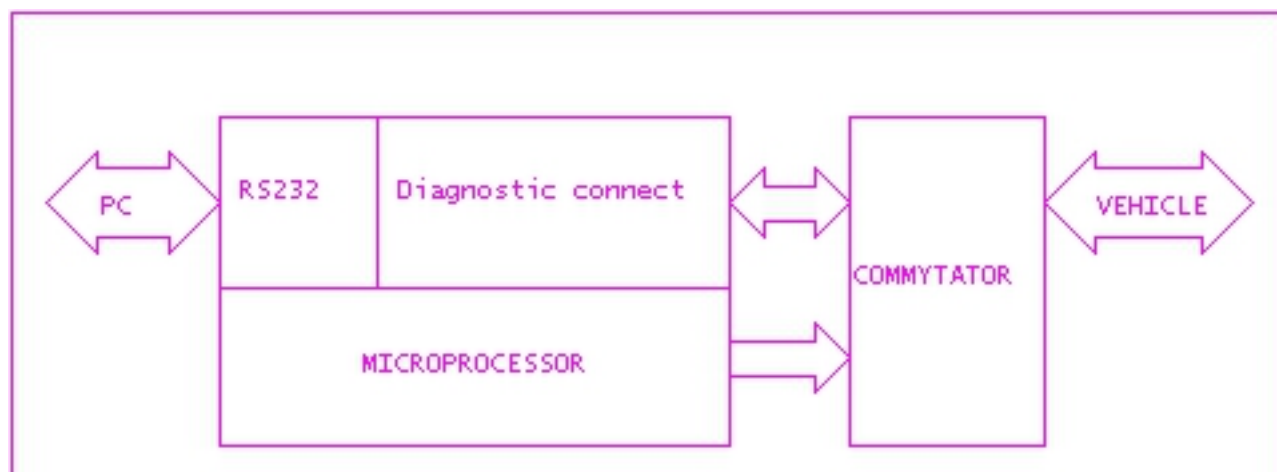 RS232
Diagnostic connect
PC
VEHICLE
COMMYTATOR
MICROPROCESSOR